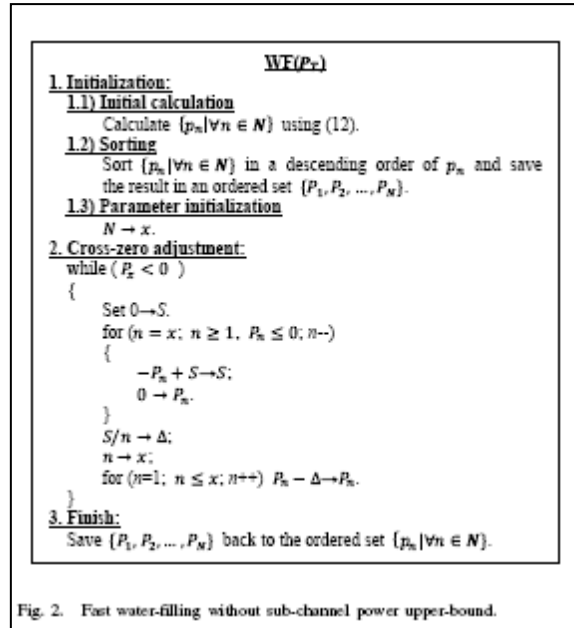 WF(P_T)
1. Initialization:
1.1) Initial calculation
Calculate {p_n|∀n ∈ N} using (12).
1.2) Sorting
Sort {p_n|∀n ∈ N} in a descending order of p_n and save
the result in an ordered set {P_1, P_2, ..., P_N}.
1.3) Parameter initialization
N → x.
2. Cross-zero adjustment:
while ( P_x < 0 )
{
Set 0→S.
for (n = x; n ≥ 1, P_n ≤ 0; n--)
{
-P_n + S→S;
0 → P_n.
}
S/n → Δ;
n → x;
for (n=1; n ≤ x; n++) P_n − Δ→P_n.
}
3. Finish:
Save {P_1, P_2, ... , P_N} back to the ordered set {p_n|∀n ∈ N}.
Fig. 2. Fast water-filling without sub-channel power upper-bound.